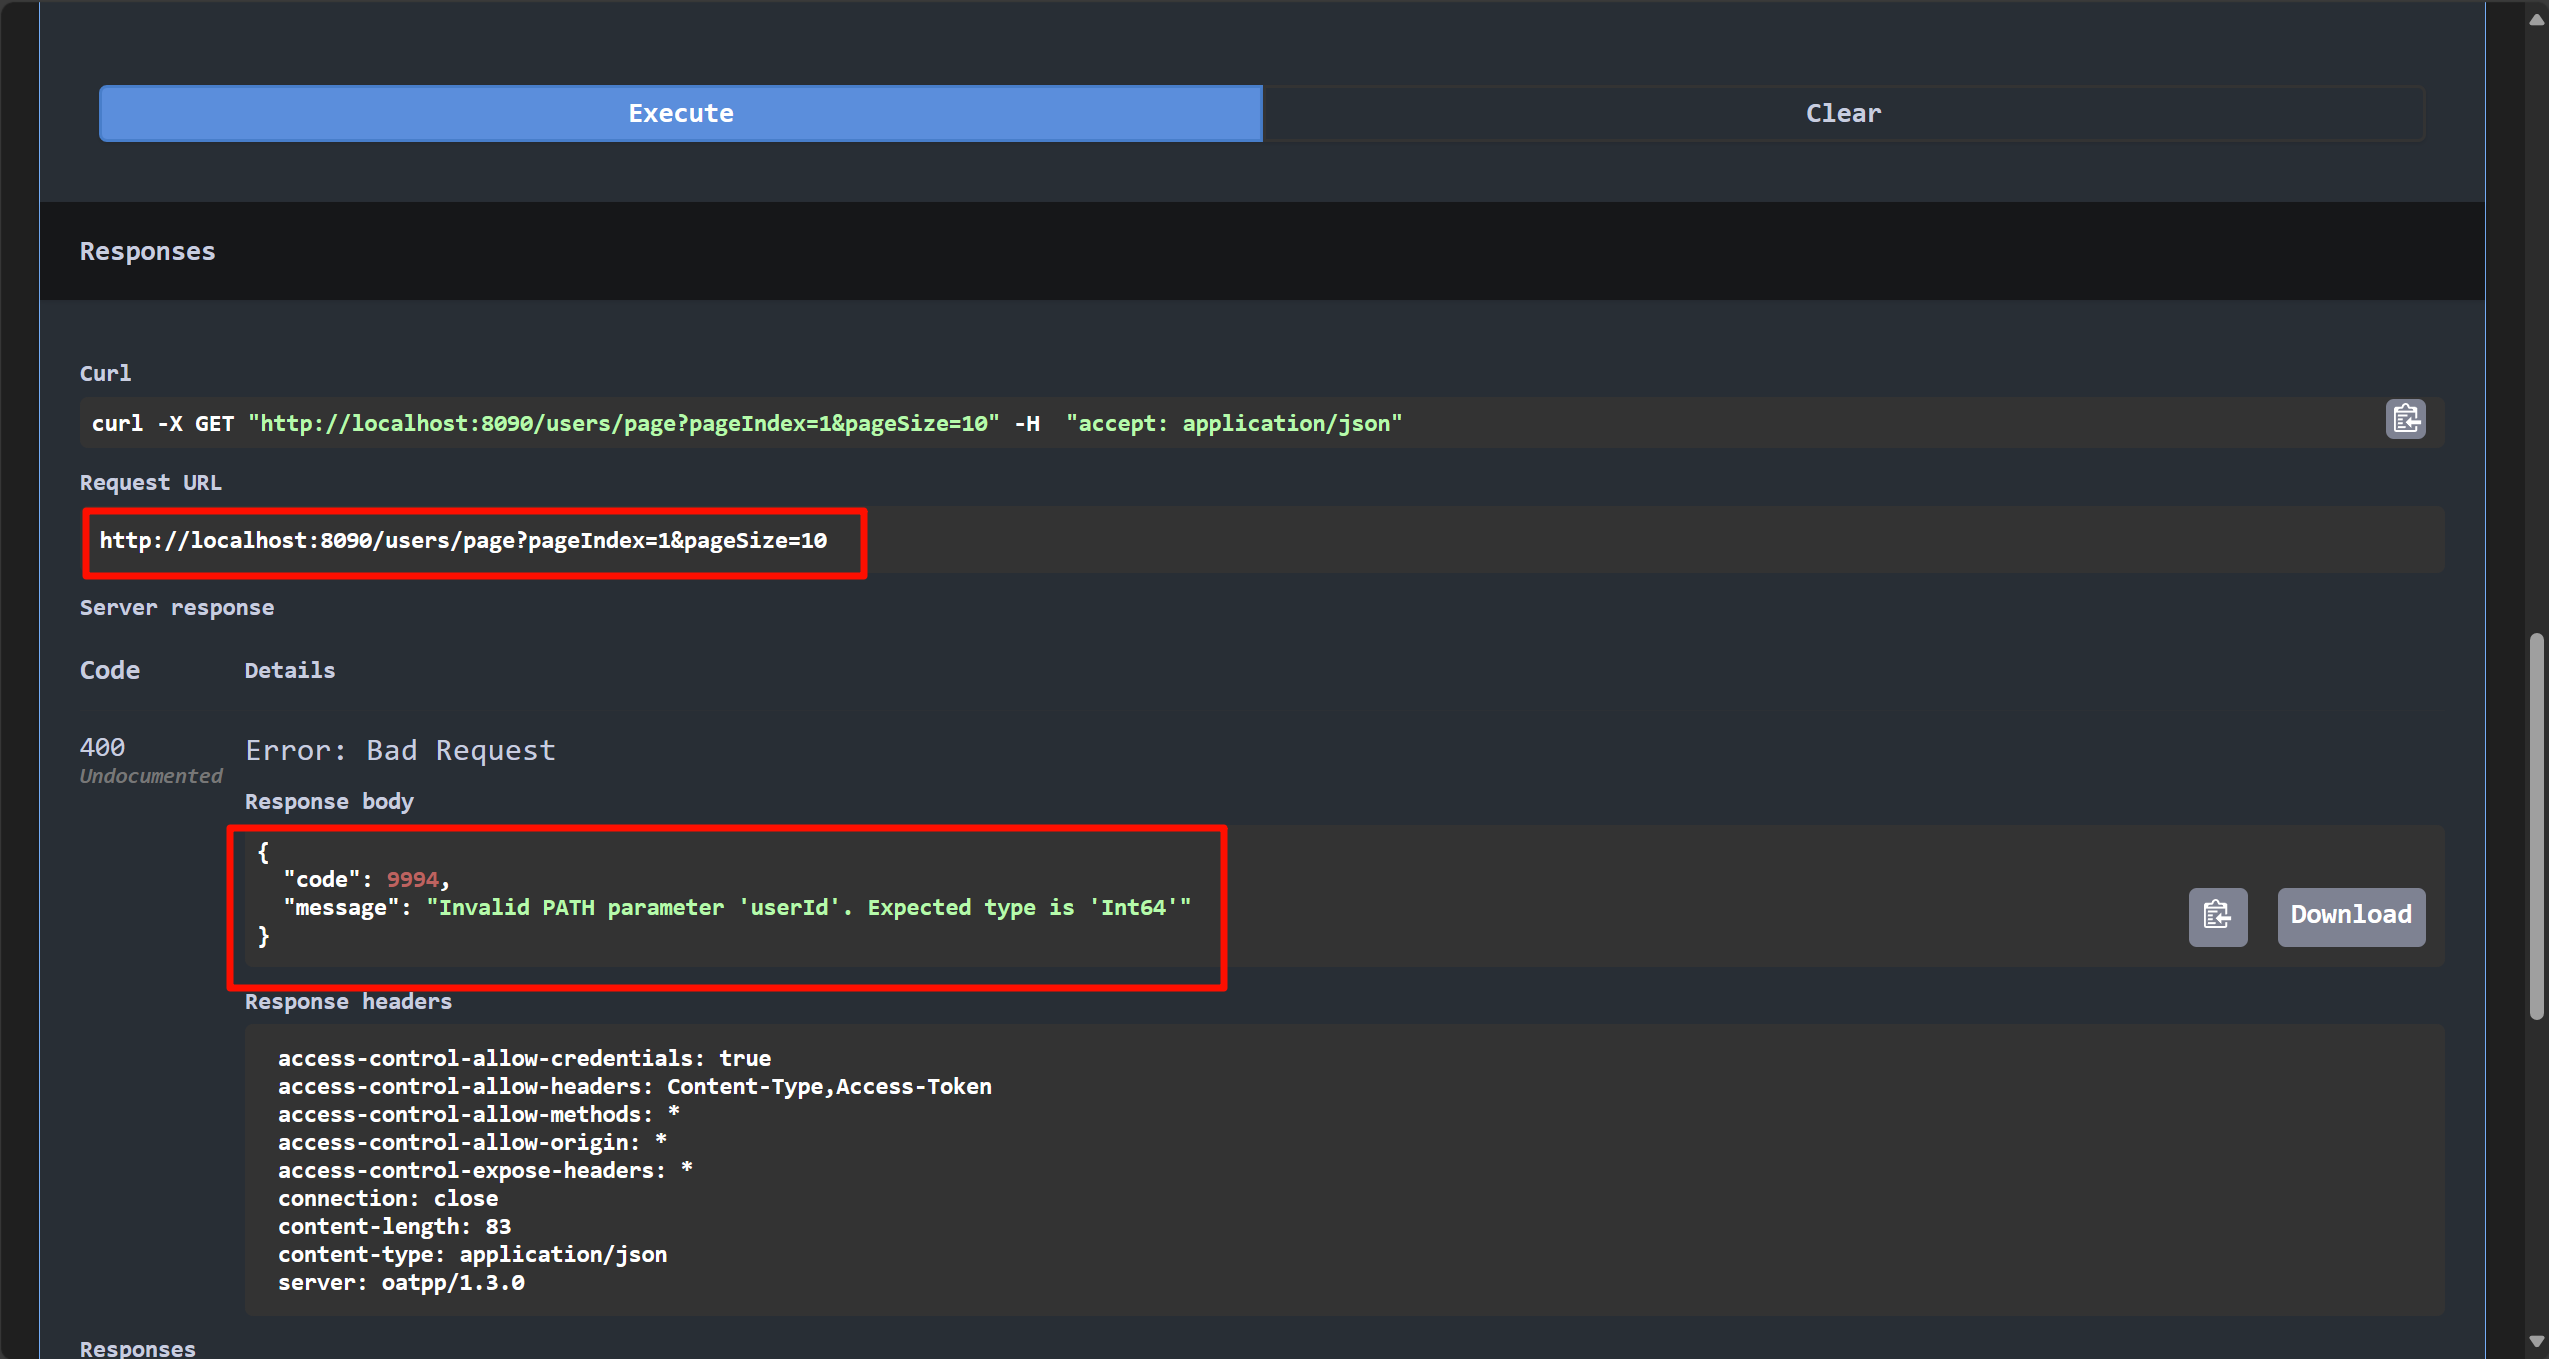 Execute
Clear
Responses
Curl
curl -X GET "http://localhost:8090/users/page?pageIndex=1&pageSize=10" -H  "accept: application/json"
Request URL
http://localhost:8090/users/page?pageIndex=1&pageSize=10
Server response
Code
Details
400
Undocumented
Error: Bad Request
Response body
{
  "code": 9994,
  "message": "Invalid PATH parameter 'userId'. Expected type is 'Int64'"
}
Download
Response headers
access-control-allow-credentials: true
access-control-allow-headers: Content-Type,Access-Token
access-control-allow-methods: *
access-control-allow-origin: *
access-control-expose-headers: *
connection: close
content-length: 83
content-type: application/json
server: oatpp/1.3.0
Responses